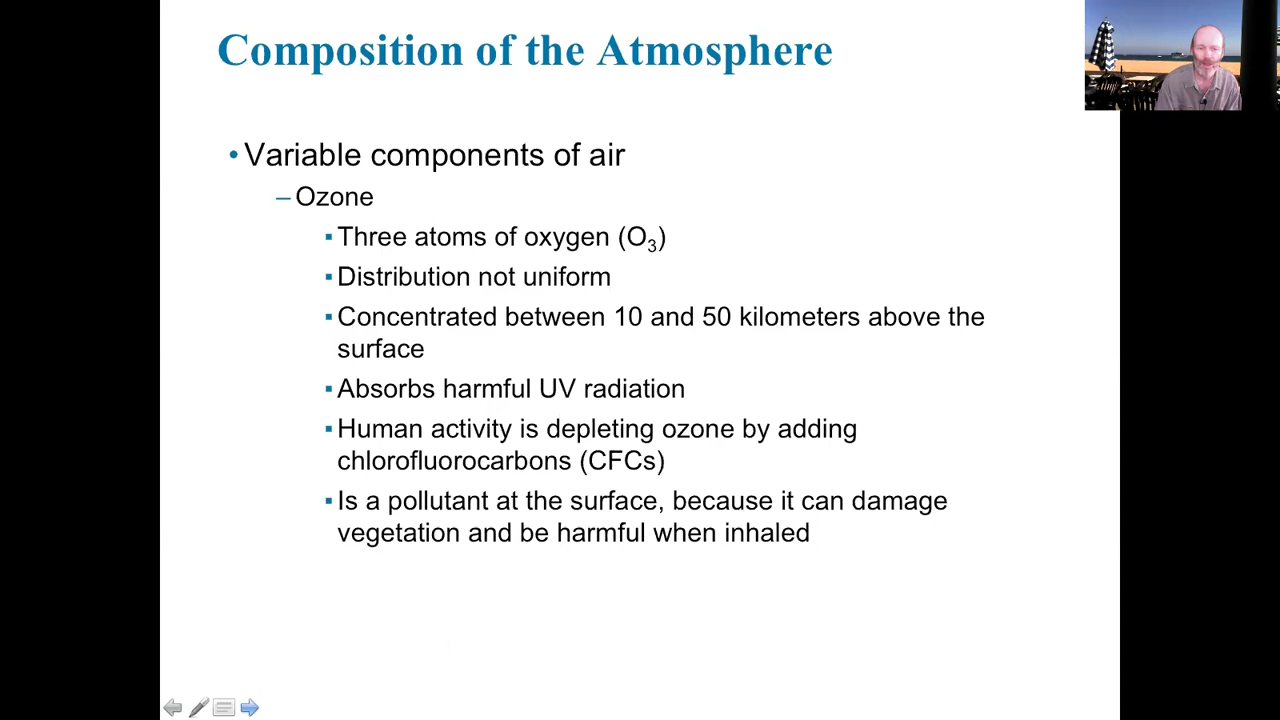 Composition of the Atmosphere
• Variable components of air
– Ozone
▪ Three atoms of oxygen (O₃)
▪ Distribution not uniform
▪ Concentrated between 10 and 50 kilometers above the
surface
▪ Absorbs harmful UV radiation
▪ Human activity is depleting ozone by adding
chlorofluorocarbons (CFCs)
▪ Is a pollutant at the surface, because it can damage
vegetation and be harmful when inhaled